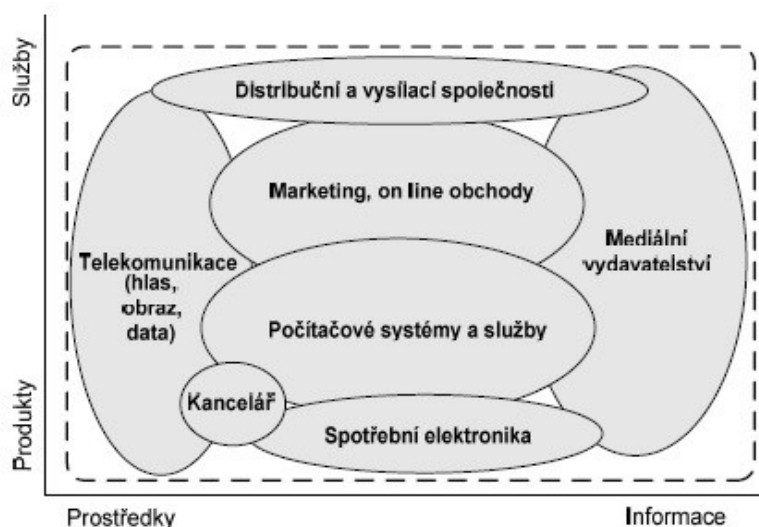 Služby
Distribuční a vysílací společnosti
Marketing, on line obchody
Mediální
vydavatelství
Telekomunikace
(hlas,
obraz,
data)
Počítačové systémy a služby
Kancelář
Spotřební elektronika
Produkty
Prostředky
Informace